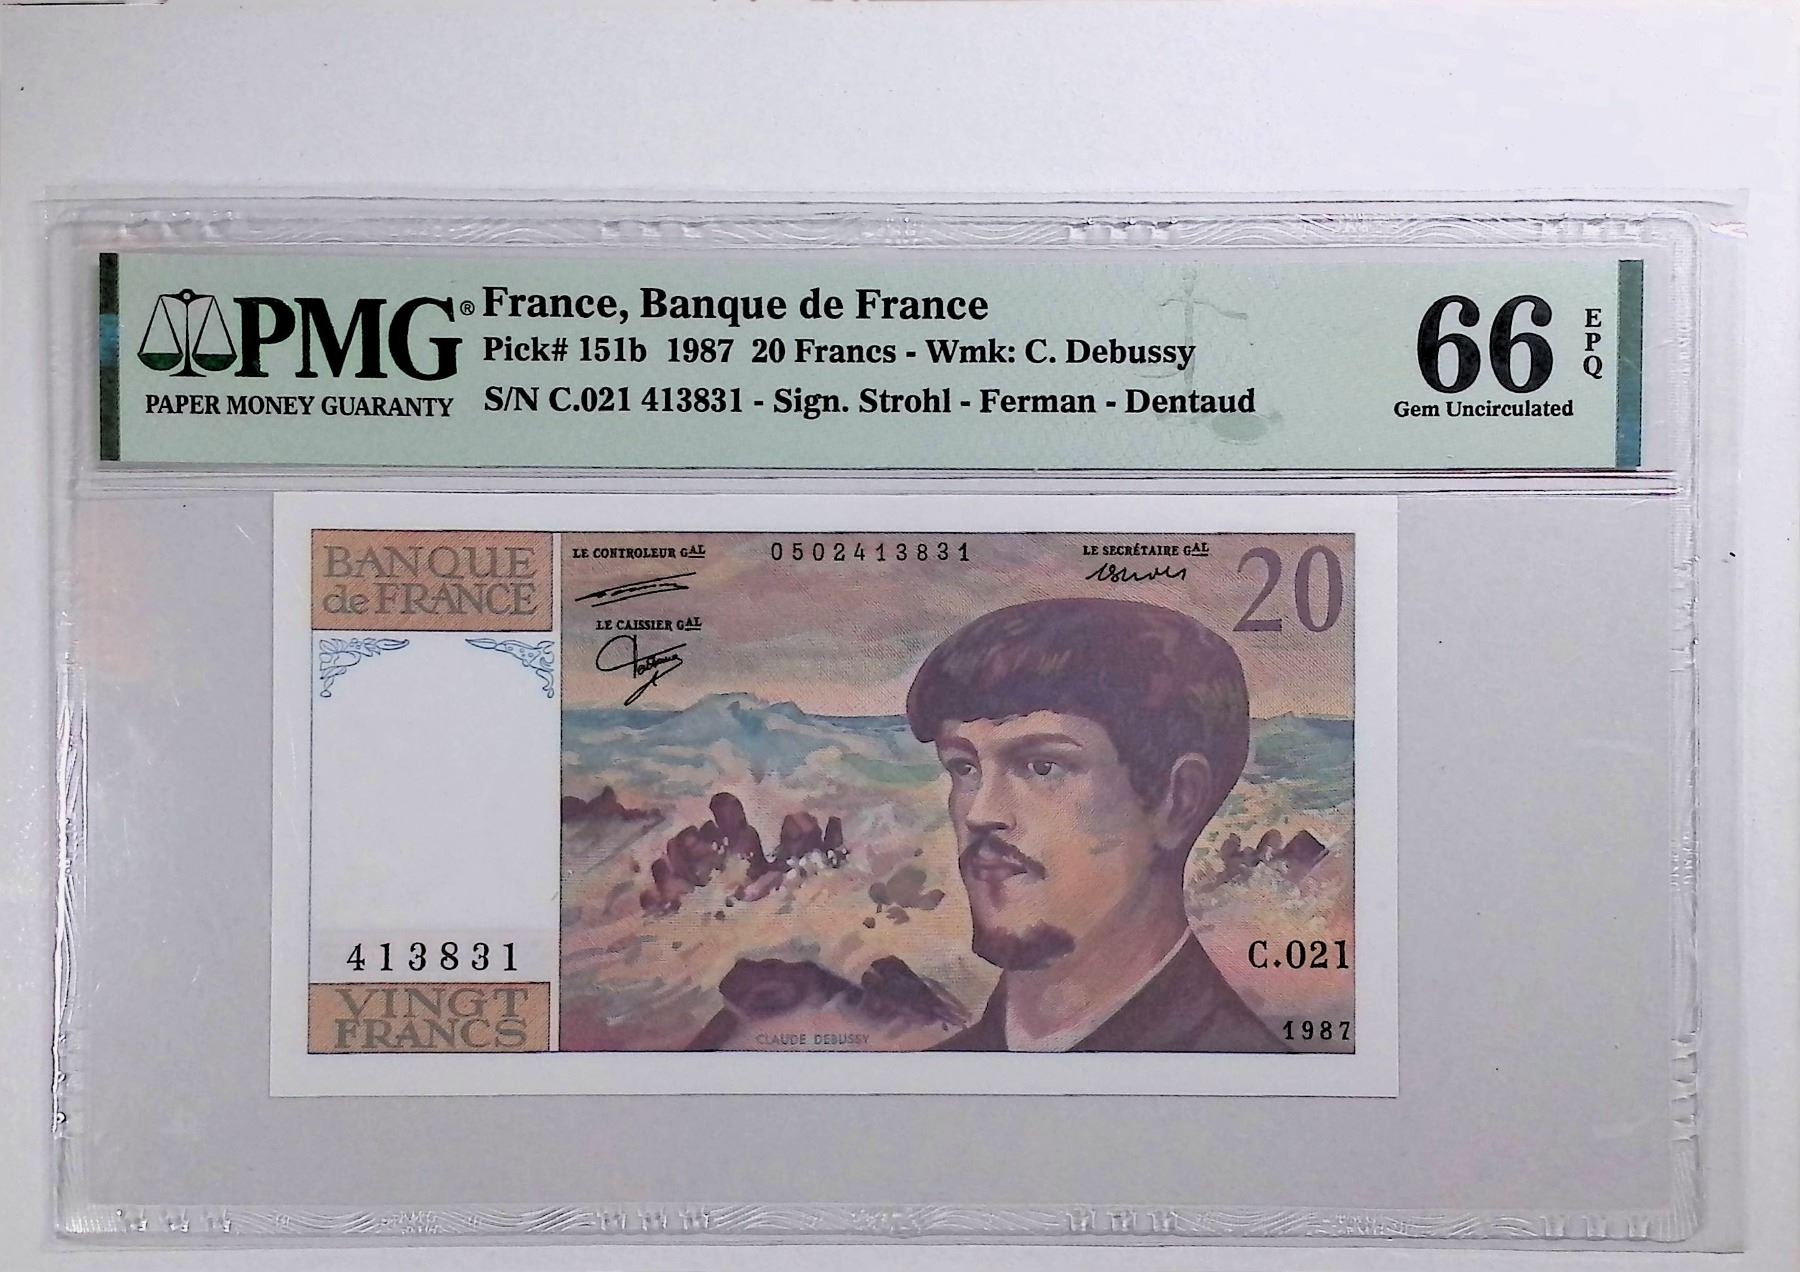 PMG®
PAPER MONEY GUARANTY
France, Banque de France
Pick# 151b 1987 20 Francs - Wmk: C. Debussy
S/N C.021 413831 - Sign. Strohl - Ferman - Dentaud
66
EPQ
Gem Uncirculated
BANQUE
de FRANCE
LE CONTROLEUR GAL
0502413831
LE SECRÉTAIRE GAL
20
LE CAISSIER GAL
413831
C.021
VINGT
FRANCS
CLAUDE DEBUSSY
1987